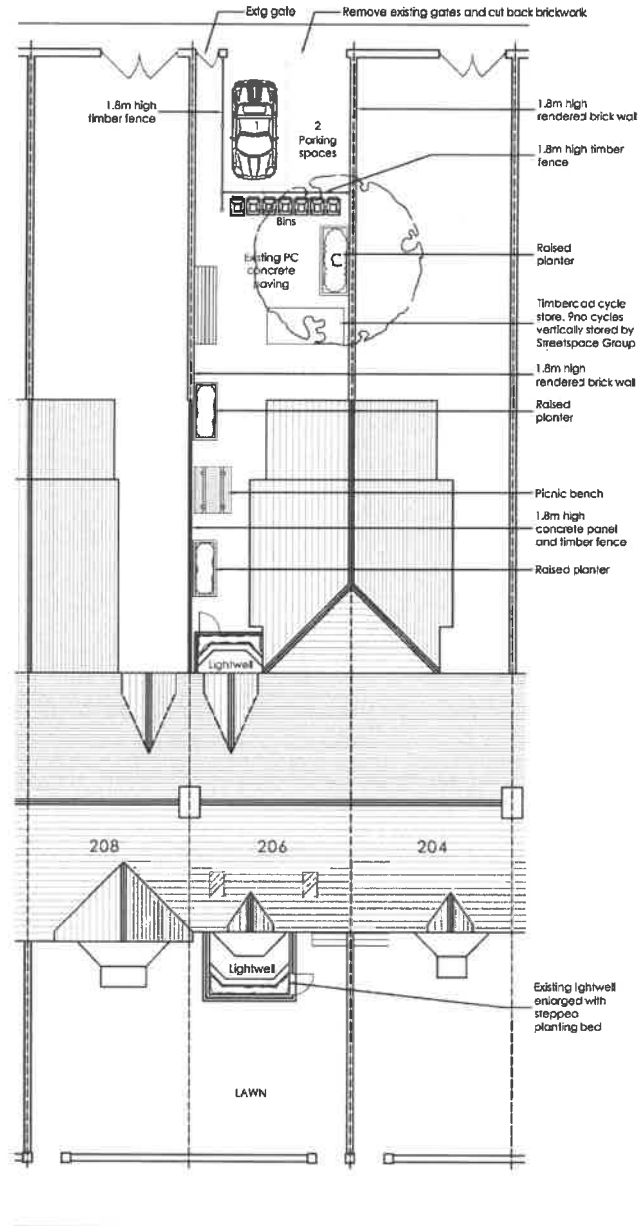 Extg gate
Remove existing gates and cut back brickwork
1.8m high
timber fence
1
2
Parking
spaces
1.8m high
rendered brick wall
1.8m high timber
fence
Bins
Existing PC
concrete
paving
C
Raised
planter
Timberclad cycle
store. 9no cycles
vertically stored by
Streetspace Group
1.8m high
rendered brick wall
Raised
planter
Picnic bench
1.8m high
concrete panel
and timber fence
Raised planter
Lightwell
208
206
204
Lightwell
Existing lightwell
enlarged with
stepped
planting bed
LAWN